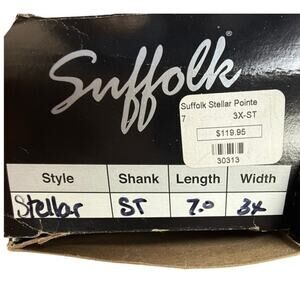 Suffolk®
Suffolk Stellar Pointe
7 3X-ST
$119.95
30313
Style Shank Length Width
Stellar ST 7.0 3x